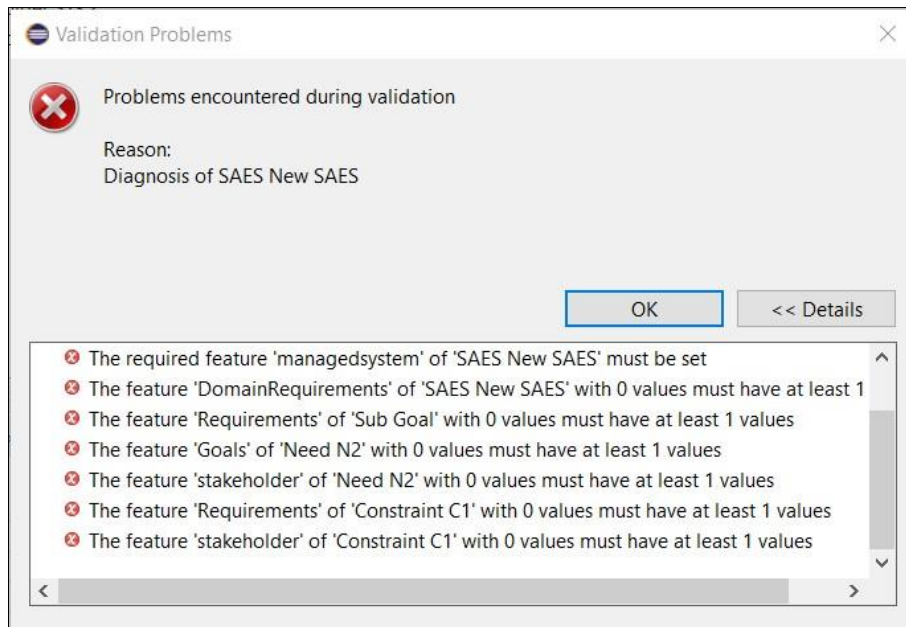 Validation Problems
Problems encountered during validation
Reason:
Diagnosis of SAES New SAES
OK
<< Details
The required feature 'managedsystem' of 'SAES New SAES' must be set
The feature 'DomainRequirements' of 'SAES New SAES' with 0 values must have at least 1
The feature 'Requirements' of 'Sub Goal' with 0 values must have at least 1 values
The feature 'Goals' of 'Need N2' with 0 values must have at least 1 values
The feature 'stakeholder' of 'Need N2' with 0 values must have at least 1 values
The feature 'Requirements' of 'Constraint C1' with 0 values must have at least 1 values
The feature 'stakeholder' of 'Constraint C1' with 0 values must have at least 1 values